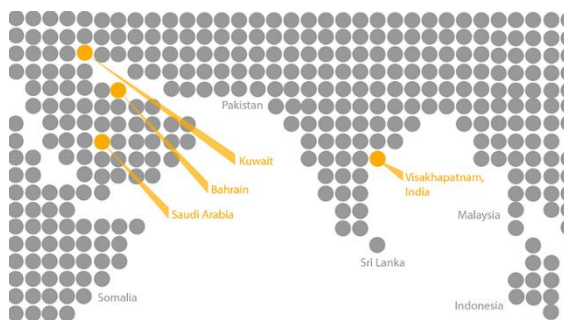 Pakistan
Kuwait
Bahrain
Visakhapatnam,
India
Saudi Arabia
Malaysia
Sri Lanka
Somalia
Indonesia